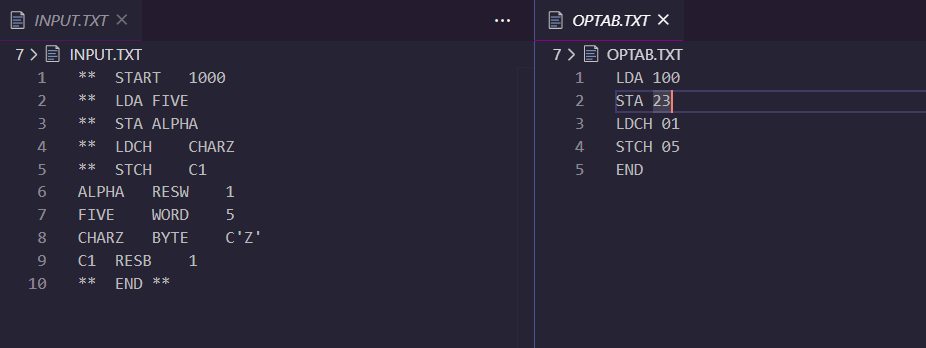 INPUT.TXT
7 > INPUT.TXT
1 ** START 1000
2 ** LDA FIVE
3 ** STA ALPHA
4 ** LDCH CHARZ
5 ** STCH C1
6 ALPHA RESW 1
7 FIVE WORD 5
8 CHARZ BYTE C'Z'
9 C1 RESB 1
10 ** END **
OPTAB.TXT
7 > OPTAB.TXT
1 LDA 100
2 STA 23
3 LDCH 01
4 STCH 05
5 END